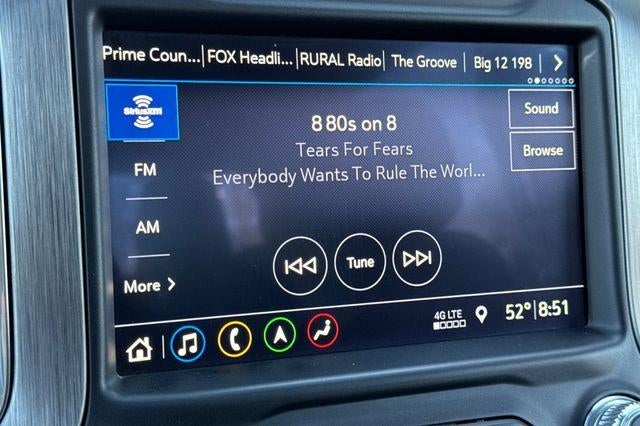 Prime Coun... FOX Headli... RURAL Radio The Groove Big 12 198
SiriusXM
8 80s on 8
Sound
Tears For Fears
Browse
FM
Everybody Wants To Rule The Worl...
AM
Tune
More
4G LTE
52° 8:51